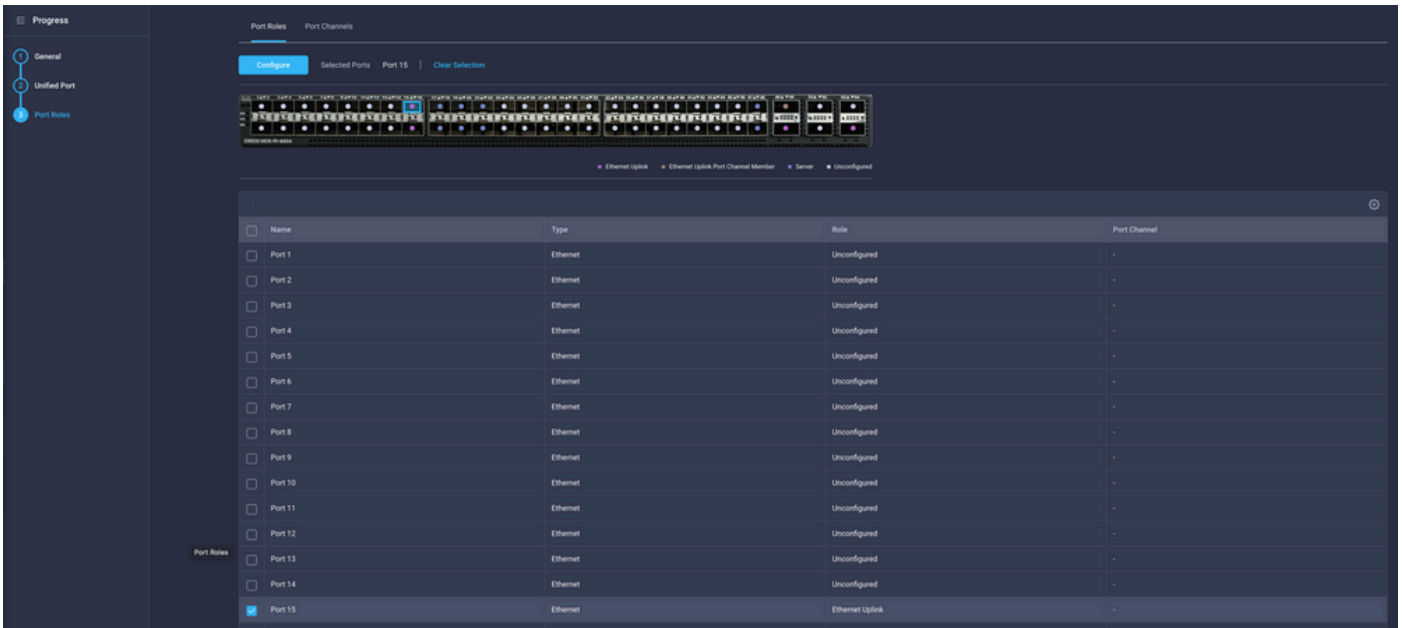 Progress
1 General
2 Unified Port
3 Port Roles
Port Roles Port Channels
Configure Selected Ports Port 15 | Clear Selection
Ethernet Uplink Ethernet Uplink Port Channel Member Server Unconfigured
Name Type Role Port Channel
Port 1 Ethernet Unconfigured -
Port 2 Ethernet Unconfigured -
Port 3 Ethernet Unconfigured -
Port 4 Ethernet Unconfigured -
Port 5 Ethernet Unconfigured -
Port 6 Ethernet Unconfigured -
Port 7 Ethernet Unconfigured -
Port 8 Ethernet Unconfigured -
Port 9 Ethernet Unconfigured -
Port 10 Ethernet Unconfigured -
Port 11 Ethernet Unconfigured -
Port 12 Ethernet Unconfigured -
Port Roles
Port 13 Ethernet Unconfigured -
Port 14 Ethernet Unconfigured -
Port 15 Ethernet Ethernet Uplink -